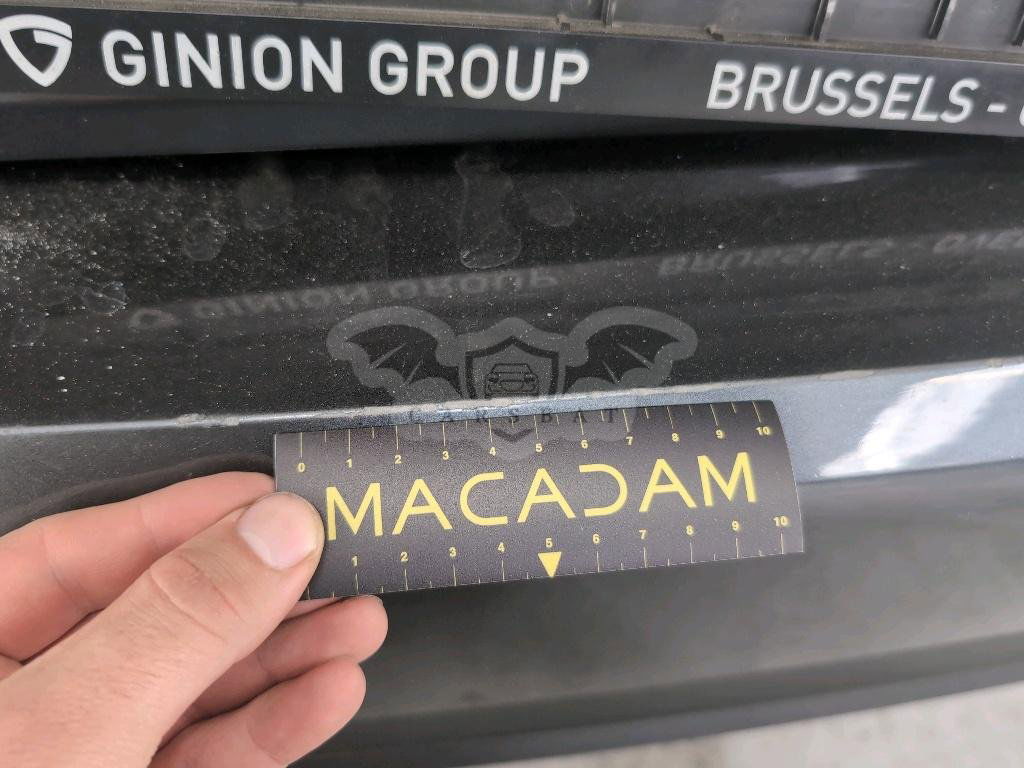 GINION GROUP BRUSSELS -
CARSBAT
0 1 2 3 4 5 6 7 8 9 10
MACADAM
1 2 3 4 5 6 7 8 9 10